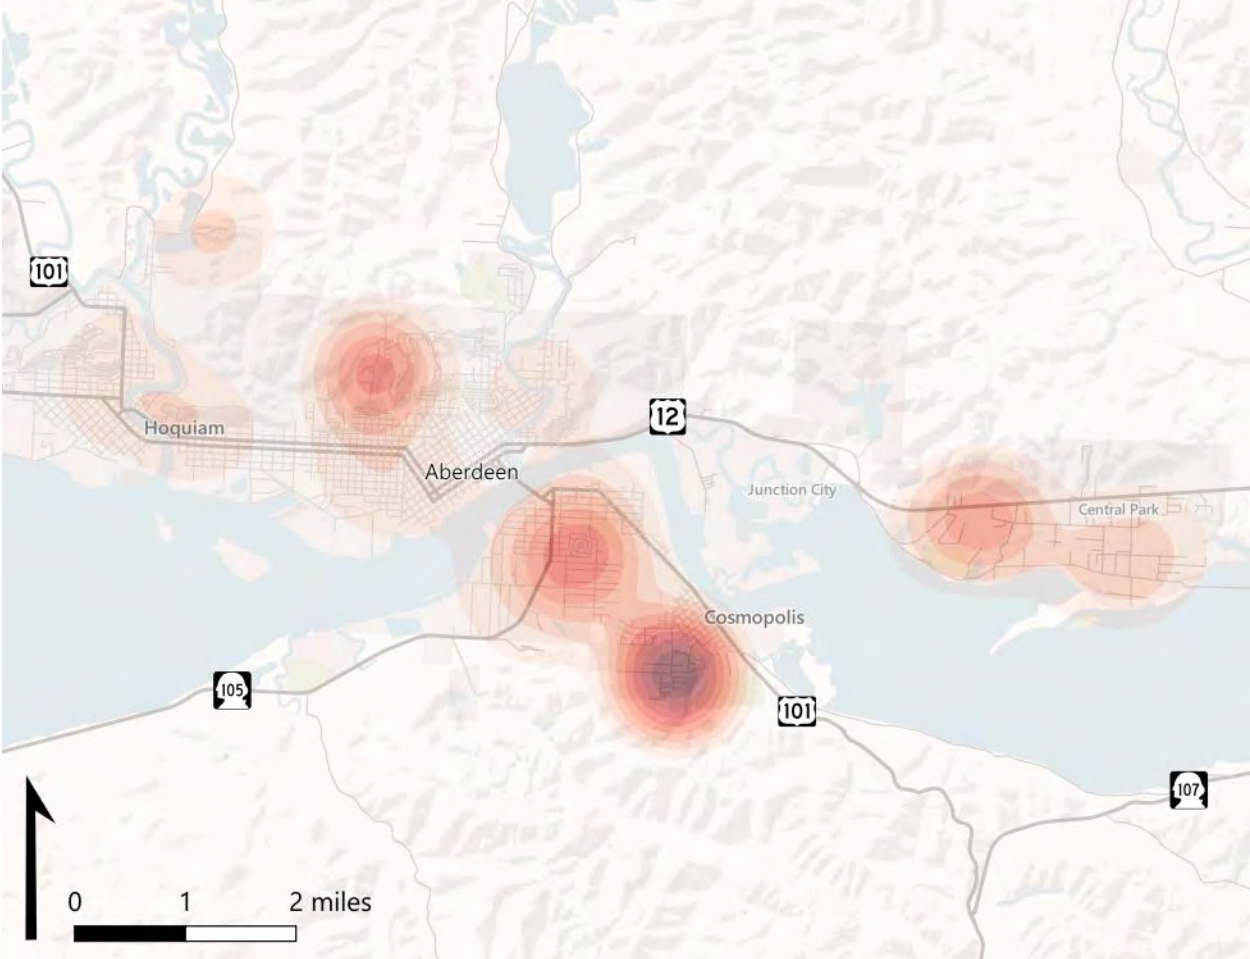 101
12
Hoquiam
Aberdeen
Junction City
Central Park
Cosmopolis
105
101
107
0 1 2 miles